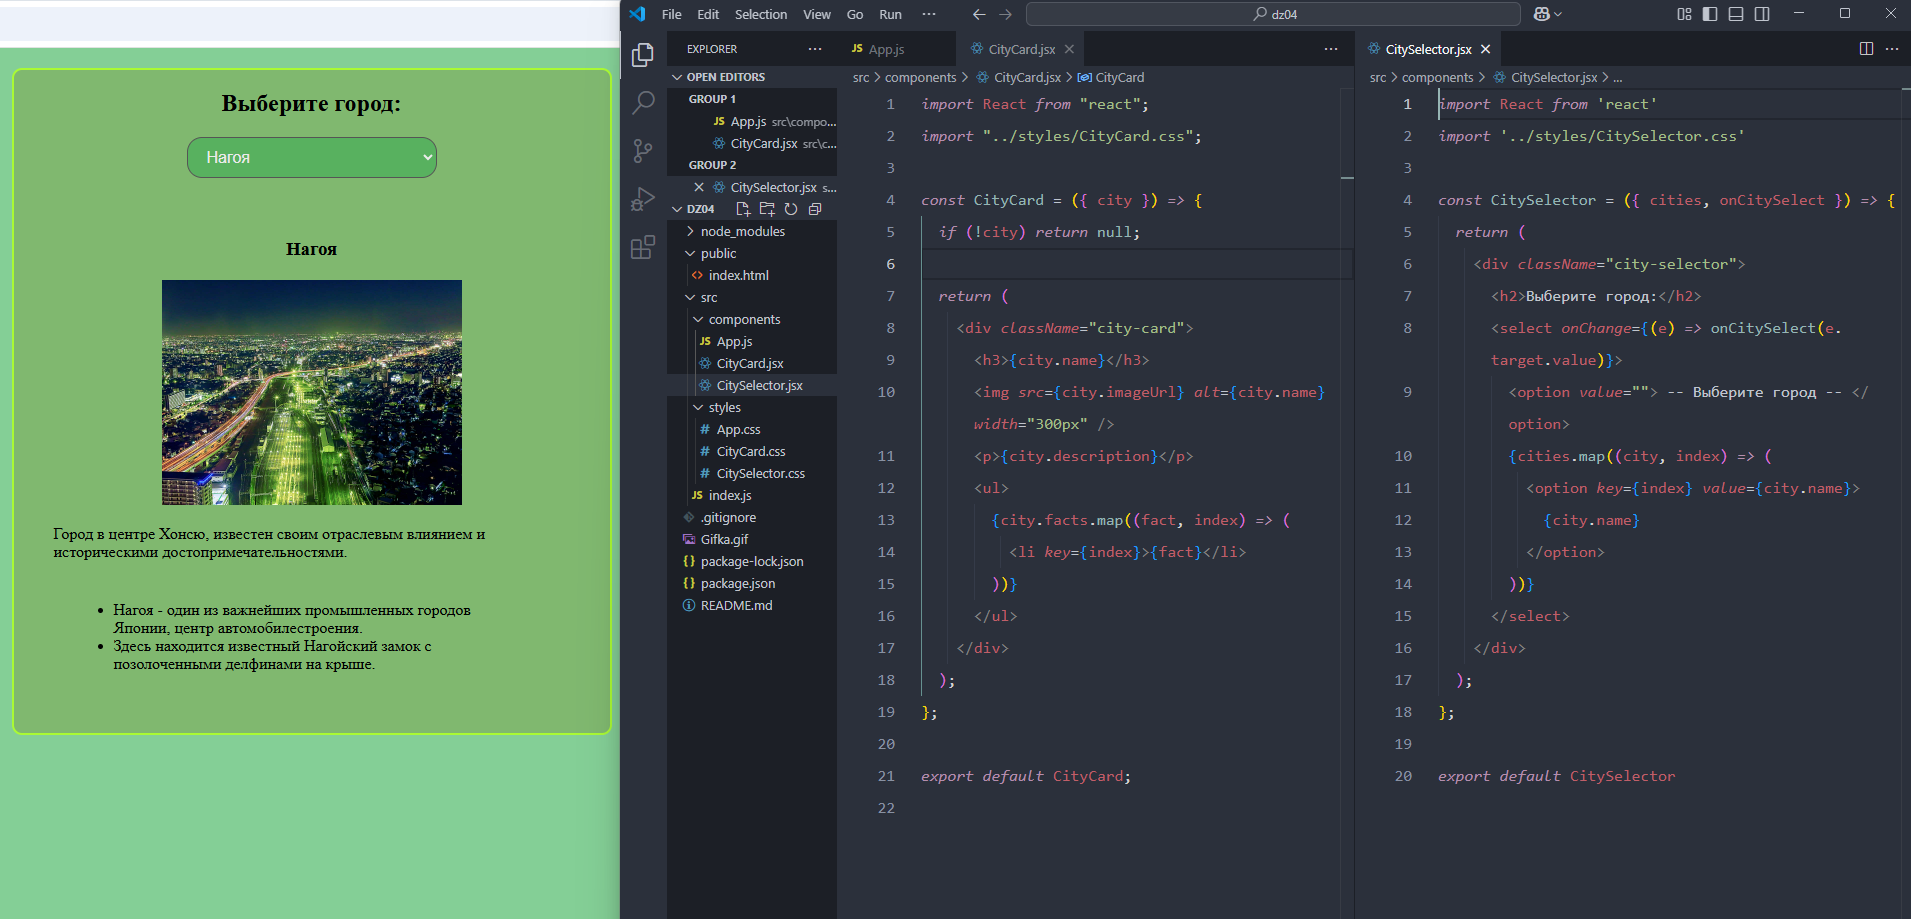 Выберите город:
Нагоя
Нагоя
Город в центре Хонсю, известен своим отраслевым влиянием и
историческими достопримечательностями.
Нагоя - один из важнейших промышленных городов
Японии, центр автомобилестроения.
Здесь находится известный Нагойский замок с
позолоченными делфинами на крыше.
File Edit Selection View Go Run ···
dz04
EXPLORER ···
OPEN EDITORS
GROUP 1
JS App.js src\compo...
CityCard.jsx src\c...
GROUP 2
CitySelector.jsx s...
DZ04
node_modules
public
<> index.html
src
components
JS App.js
CityCard.jsx
CitySelector.jsx
styles
# App.css
# CityCard.css
# CitySelector.css
JS index.js
.gitignore
Gifka.gif
{} package-lock.json
{} package.json
README.md
JS App.js
CityCard.jsx
···
src > components > CityCard.jsx > CityCard
1 import React from "react";
2 import "../styles/CityCard.css";
3
4 const CityCard = ({ city }) => {
5 if (!city) return null;
6
7 return (
8 <div className="city-card">
9 <h3>{city.name}</h3>
10 <img src={city.imageUrl} alt={city.name}
width="300px" />
11 <p>{city.description}</p>
12 <ul>
13 {city.facts.map((fact, index) => (
14 <li key={index}>{fact}</li>
15 ))}
16 </ul>
17 </div>
18 );
19 };
20
21 export default CityCard;
22
CitySelector.jsx
···
src > components > CitySelector.jsx > ...
1 import React from 'react'
2 import '../styles/CitySelector.css'
3
4 const CitySelector = ({ cities, onCitySelect }) => {
5 return (
6 <div className="city-selector">
7 <h2>Выберите город:</h2>
8 <select onChange={(e) => onCitySelect(e.
target.value)}>
9 <option value=""> -- Выберите город -- </
option>
10 {cities.map((city, index) => (
11 <option key={index} value={city.name}>
12 {city.name}
13 </option>
14 ))}
15 </select>
16 </div>
17 );
18 };
19
20 export default CitySelector